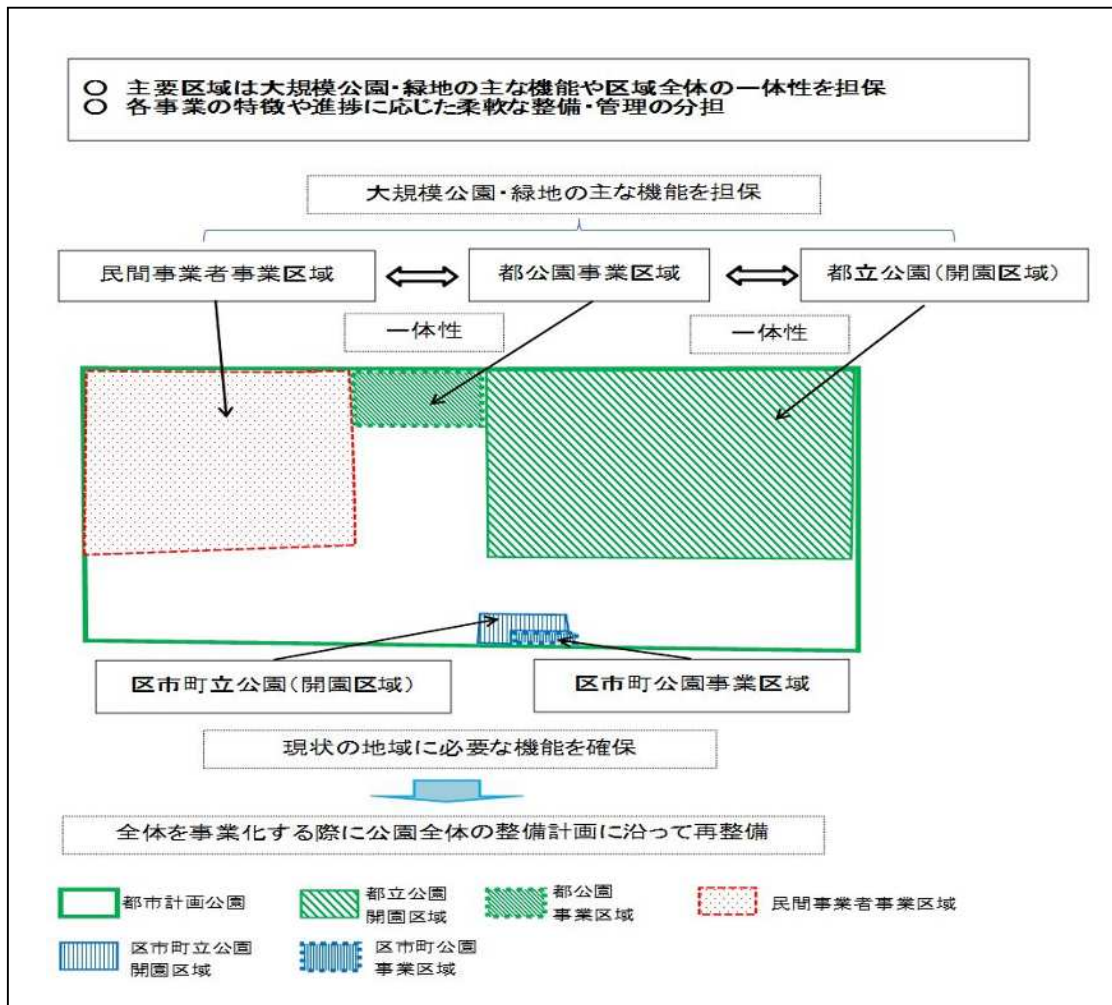 ○ 主要区域は大規模公園・緑地の主な機能や区域全体の一体性を担保
○ 各事業の特徴や進捗に応じた柔軟な整備・管理の分担
大規模公園・緑地の主な機能を担保
民間事業者事業区域
都公園事業区域
都立公園(開園区域)
一体性
一体性
区市町立公園(開園区域)
区市町公園事業区域
現状の地域に必要な機能を確保
全体を事業化する際に公園全体の整備計画に沿って再整備
都市計画公園
都立公園
開園区域
都公園
事業区域
民間事業者事業区域
区市町立公園
開園区域
区市町公園
事業区域